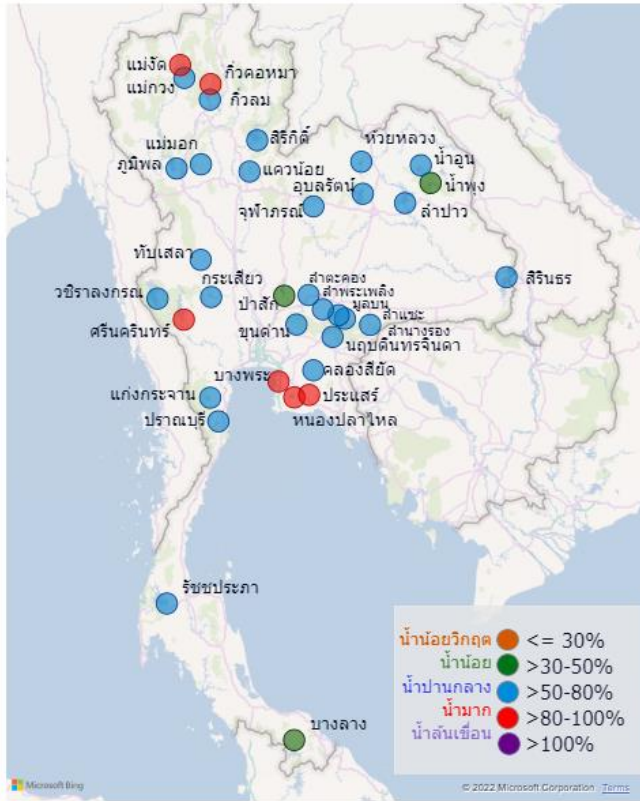 แม่งัด
กิ่วคอหมา
แม่กวง
กิ่วลม
สิริกิติ์
ห้วยหลวง
แม่มอก
น้ำอูน
ภูมิพล
แควน้อย
อุบลรัตน์
น้ำพุง
จุฬาภรณ์
ลำปาว
ทับเสลา
สิรินธร
กระเสียว
ลำตะคอง
วชิราลงกรณ
ลำพระเพลิง
ป่าสัก
มูลบน
ลำแชะ
ศรีนครินทร์
ขุนด่าน
ลำนางรอง
นฤบดินทรจินดา
คลองสียัด
บางพระ
แก่งกระจาน
ประแสร์
ปราณบุรี
หนองปลาไหล
รัชชประภา
บางลาง
น้ำน้อยวิกฤต <= 30%
น้ำน้อย >30-50%
น้ำปานกลาง >50-80%
น้ำมาก >80-100%
น้ำล้นเขื่อน >100%
Microsoft Bing
© 2022 Microsoft Corporation Terms